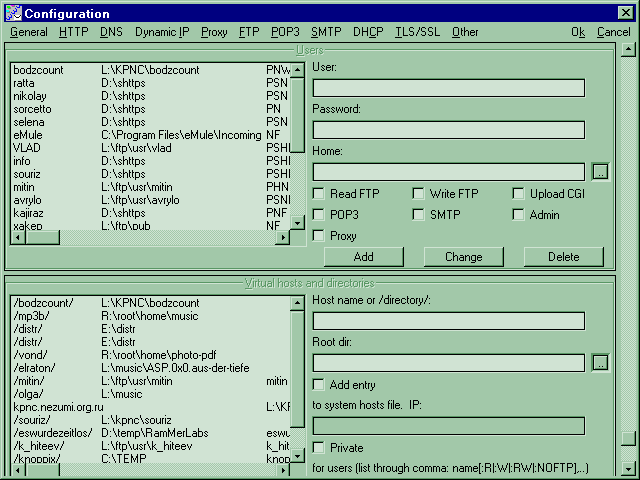 Configuration
General HTTP DNS Dynamic IP Proxy FTP POP3 SMTP DHCP TLS/SSL Other Ok Cancel
Users
bodzcount L:\KPNC\bodzcount
ratta D:\shttps PSN
nikolay D:\shttps PSN
sorcetto D:\shttps PN
selena D:\shttps PSN
eMule C:\Program Files\eMule\Incoming NF
VLAD L:\ftp\usr\vlad
info D:\shttps
souriz D:\shttps
mitin L:\ftp\usr\mitin PHN
avrylo L:\ftp\usr\avrylo PSN
kajiraz D:\shttps PNF
xaker L:\ftp\pub NF
User:
Password:
Home:
..
Read FTP Write FTP Upload CGI
POP3 SMTP Admin
Proxy
Add Change Delete
Virtual hosts and directories
/bodzcount/ L:\KPNC\bodzcount
/mp3b/ R:\root\home\music
/distr/ E:\distr
/distr/ E:\distr
/vond/ R:\root\home\photo-pdf
/elraton/ L:\music\ASP.0x0.aus-der-tiefe
/mitin/ L:\ftp\usr\mitin mitin
/olga/ L:\music
kpnc.nezumi.org.ru
/souriz/ L:\kpnc\souriz
/eswurdezeitlos/ D:\temp\RamMerLabs eswu
/k_hiteev/ L:\ftp\usr\k_hiteev k_hit
/knoppix/ C:\TEMP knop
Host name or /directory/:
Root dir:
..
Add entry
to system hosts file. IP:
Private
for users (list through comma: name[:R|:W|:RW|:NOFTP],..)